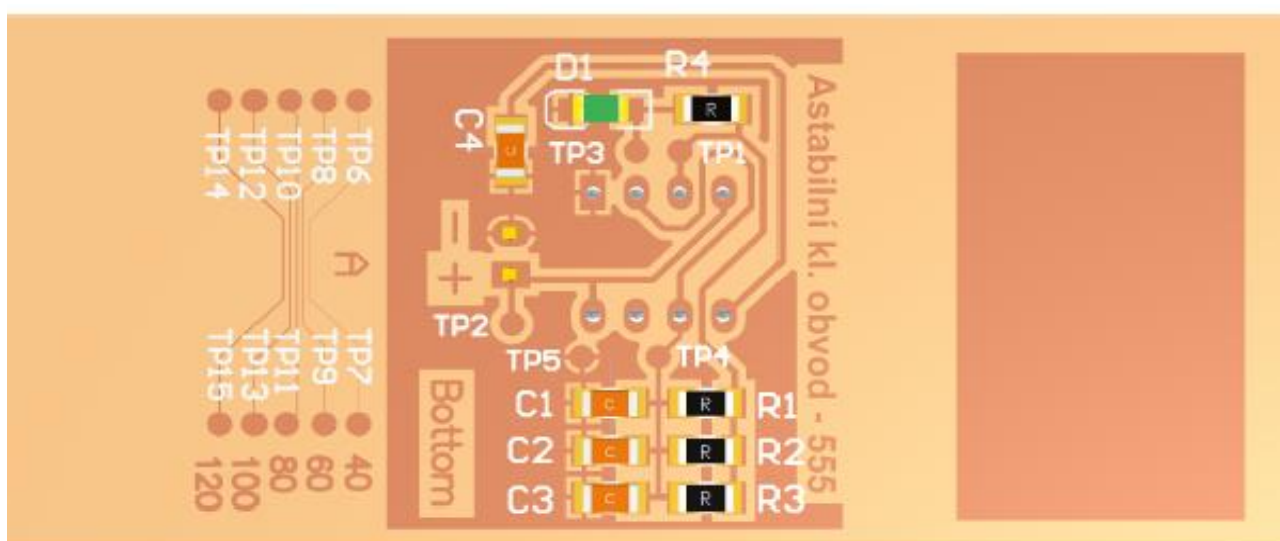 D1
R4
C4
TP3
TP1
TP14
TP12
TP10
TP8
TP6
A
-
+
TP2
TP5
TP4
TP15
TP13
TP11
TP9
TP7
120
100
80
60
40
Bottom
C1
C
R
R1
C2
C
R
R2
C3
C
R
R3
C
R
Astabilní kl. obvod - 555